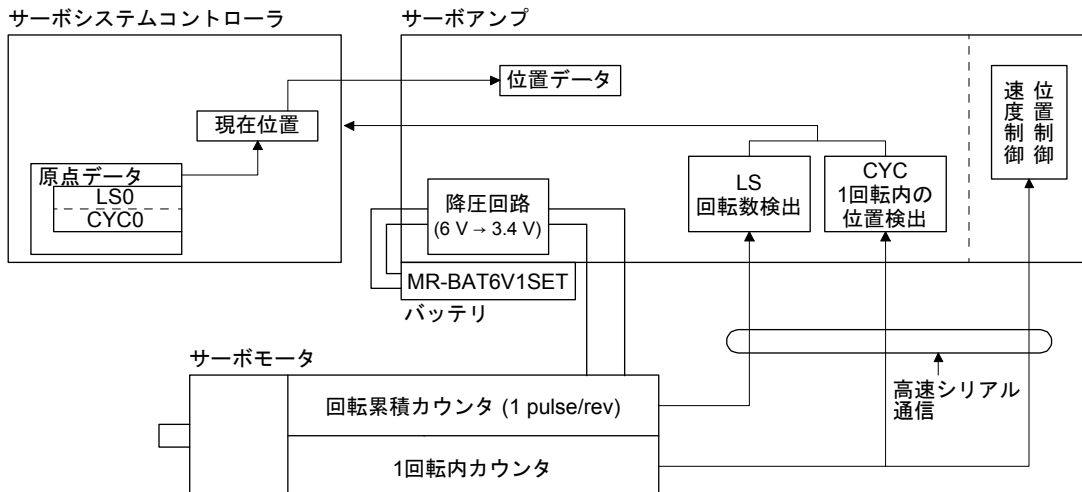 サーボシステムコントローラ
現在位置
原点データ
LS0
CYC0
サーボアンプ
位置データ
降圧回路
(6 V → 3.4 V)
MR-BAT6V1SET
バッテリ
LS
回転数検出
CYC
1回転内の
位置検出
位置制御
速度制御
高速シリアル
通信
サーボモータ
回転累積カウンタ (1 pulse/rev)
1回転内カウンタ